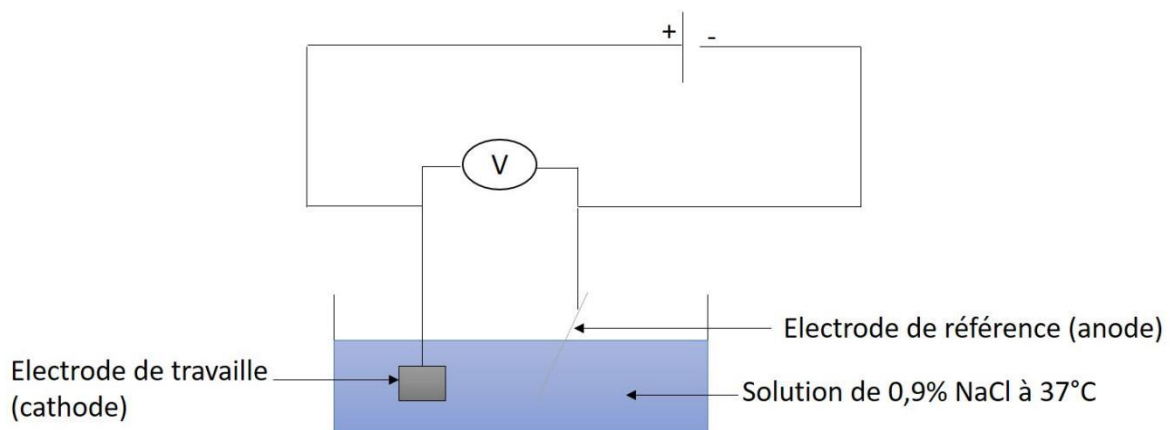 + -
V
Electrode de référence (anode)
Electrode de travaille
(cathode)
Solution de 0,9% NaCl à 37°C